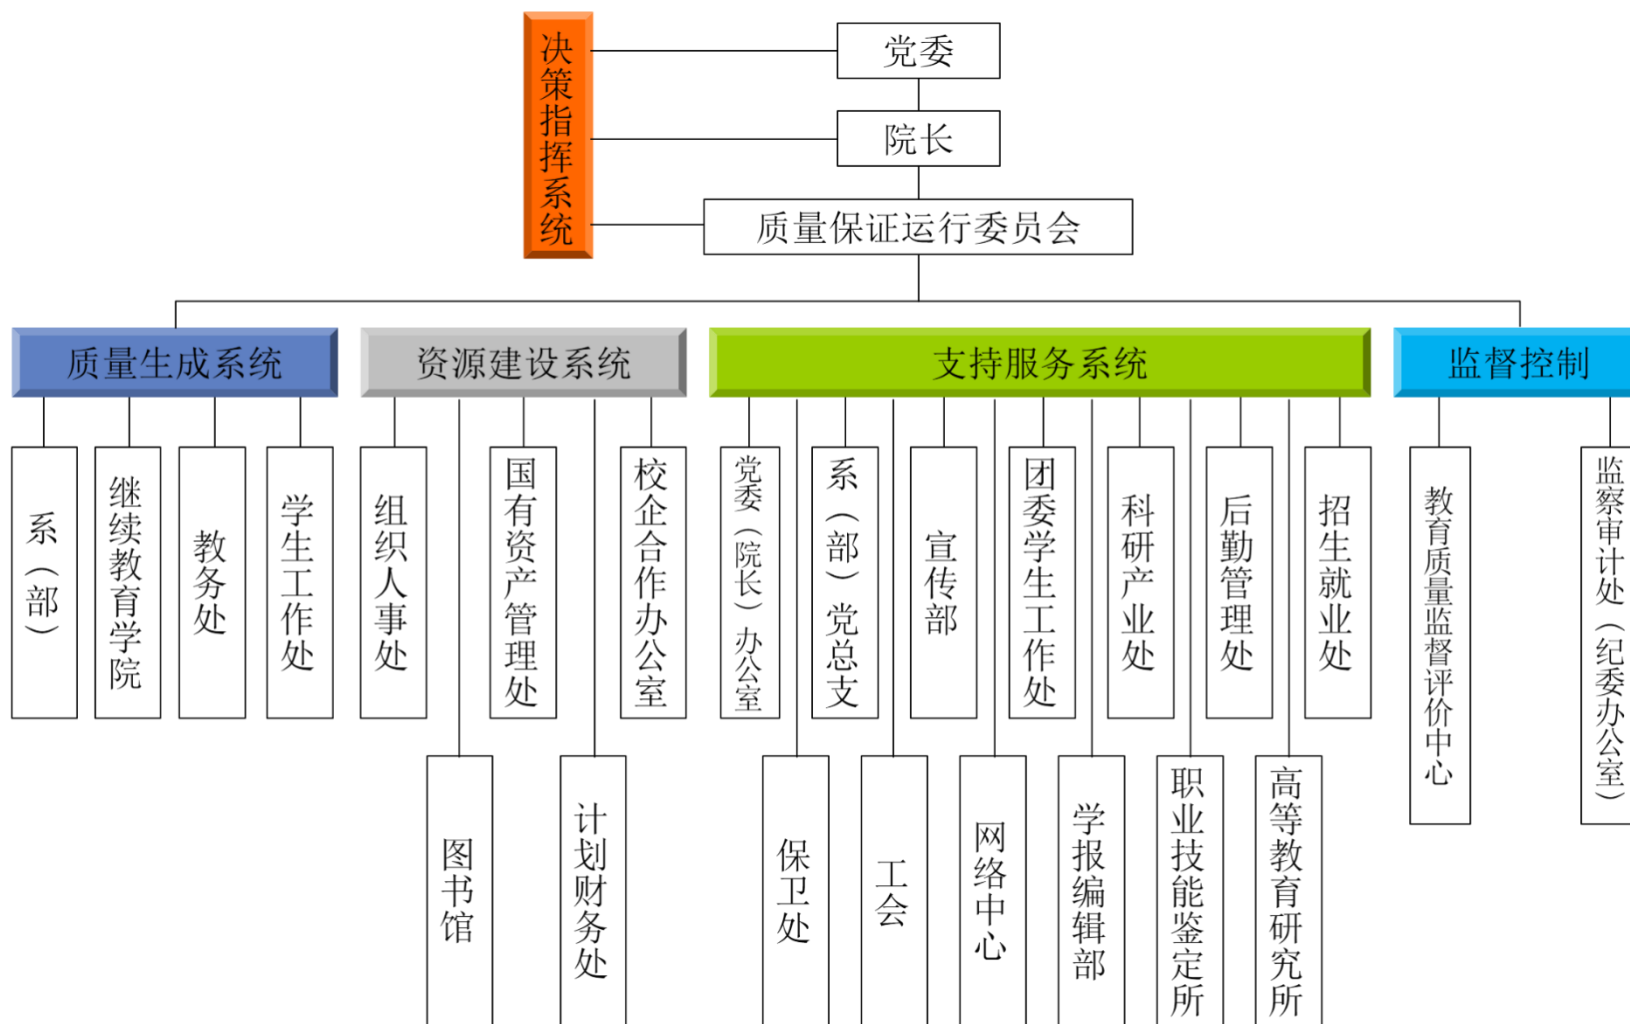 决策指挥系统
党委
院长
质量保证运行委员会
质量生成系统
资源建设系统
支持服务系统
监督控制
系（部）
继续教育学院
教务处
学生工作处
组织人事处
国有资产管理处
校企合作办公室
党委（院长）办公室
系（部）党总支
宣传部
团委学生工作处
科研产业处
后勤管理处
招生就业处
教育质量监督评价中心
监察审计处（纪委办公室）
图书馆
计划财务处
保卫处
工会
网络中心
学报编辑部
职业技能鉴定所
高等教育研究所